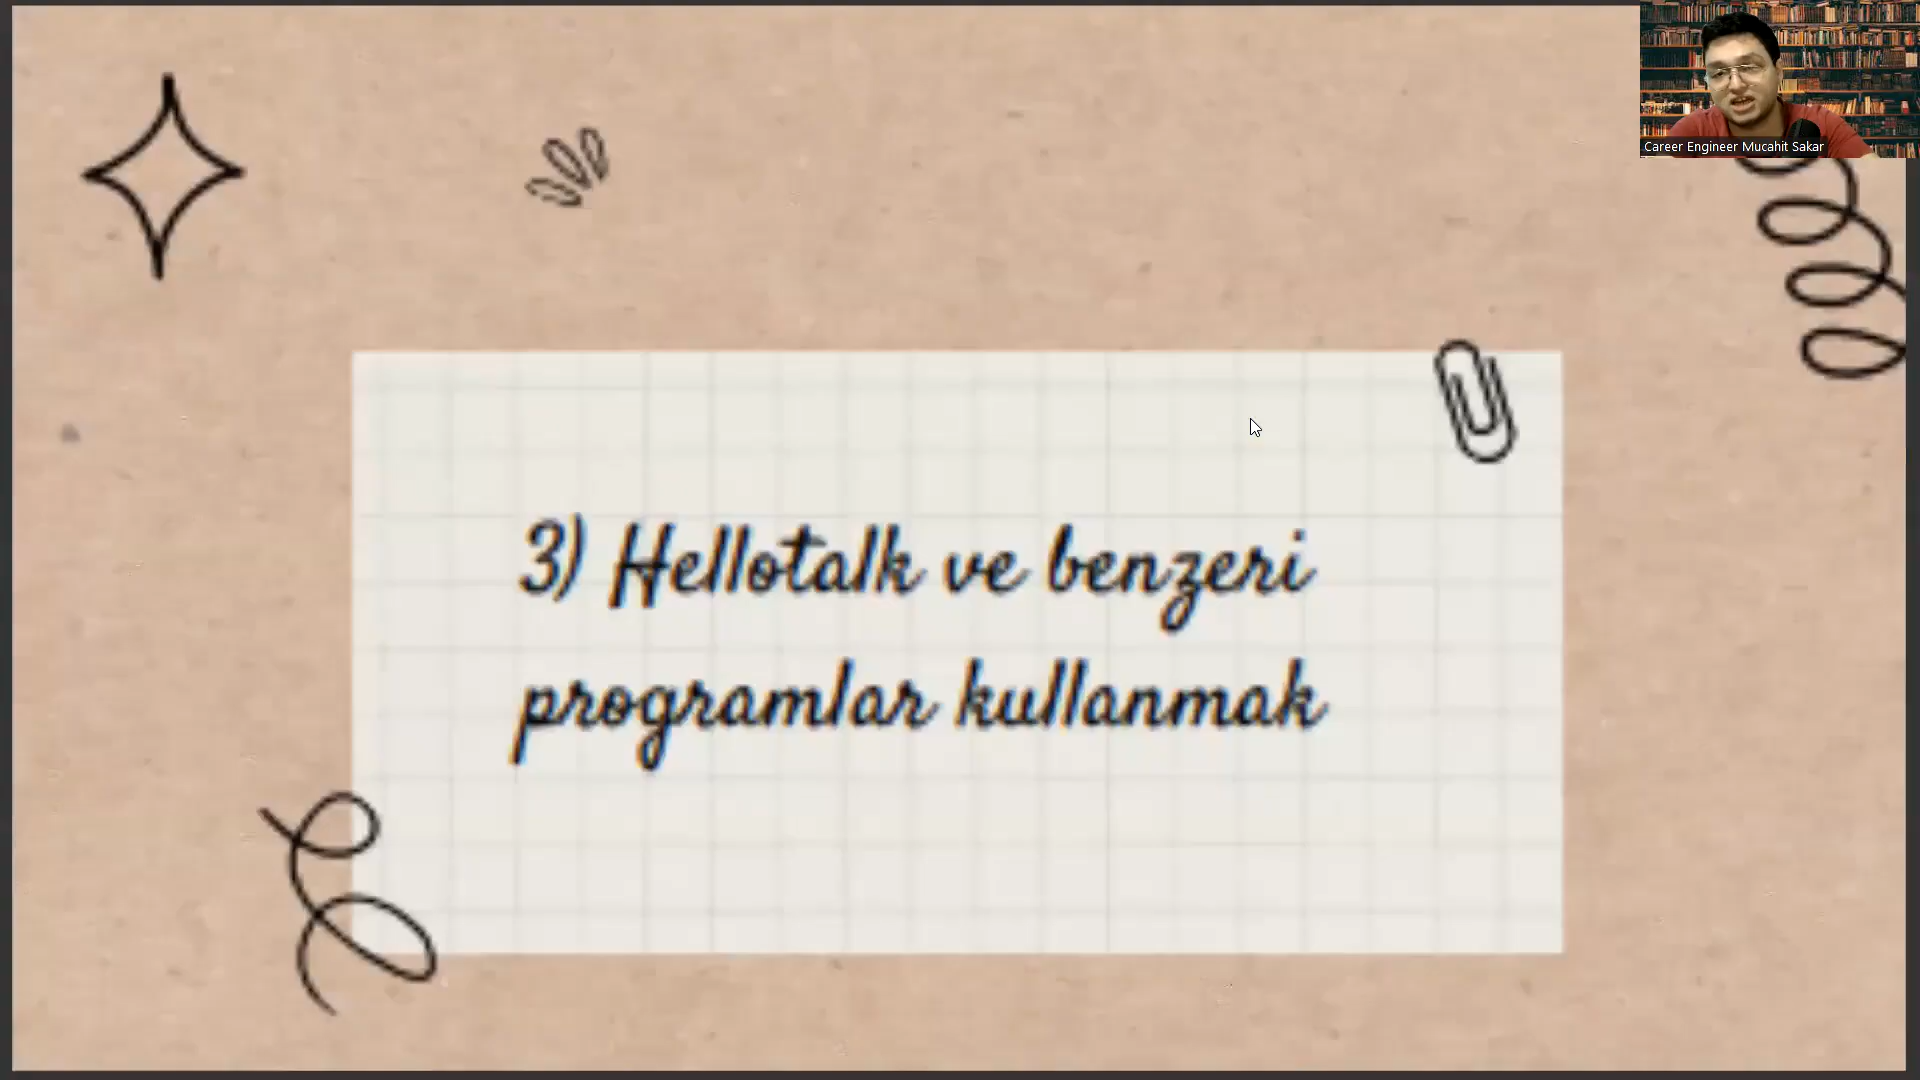 Career Engineer Mucahit Sakar
3) Hellotalk ve benzeri
programlar kullanmak